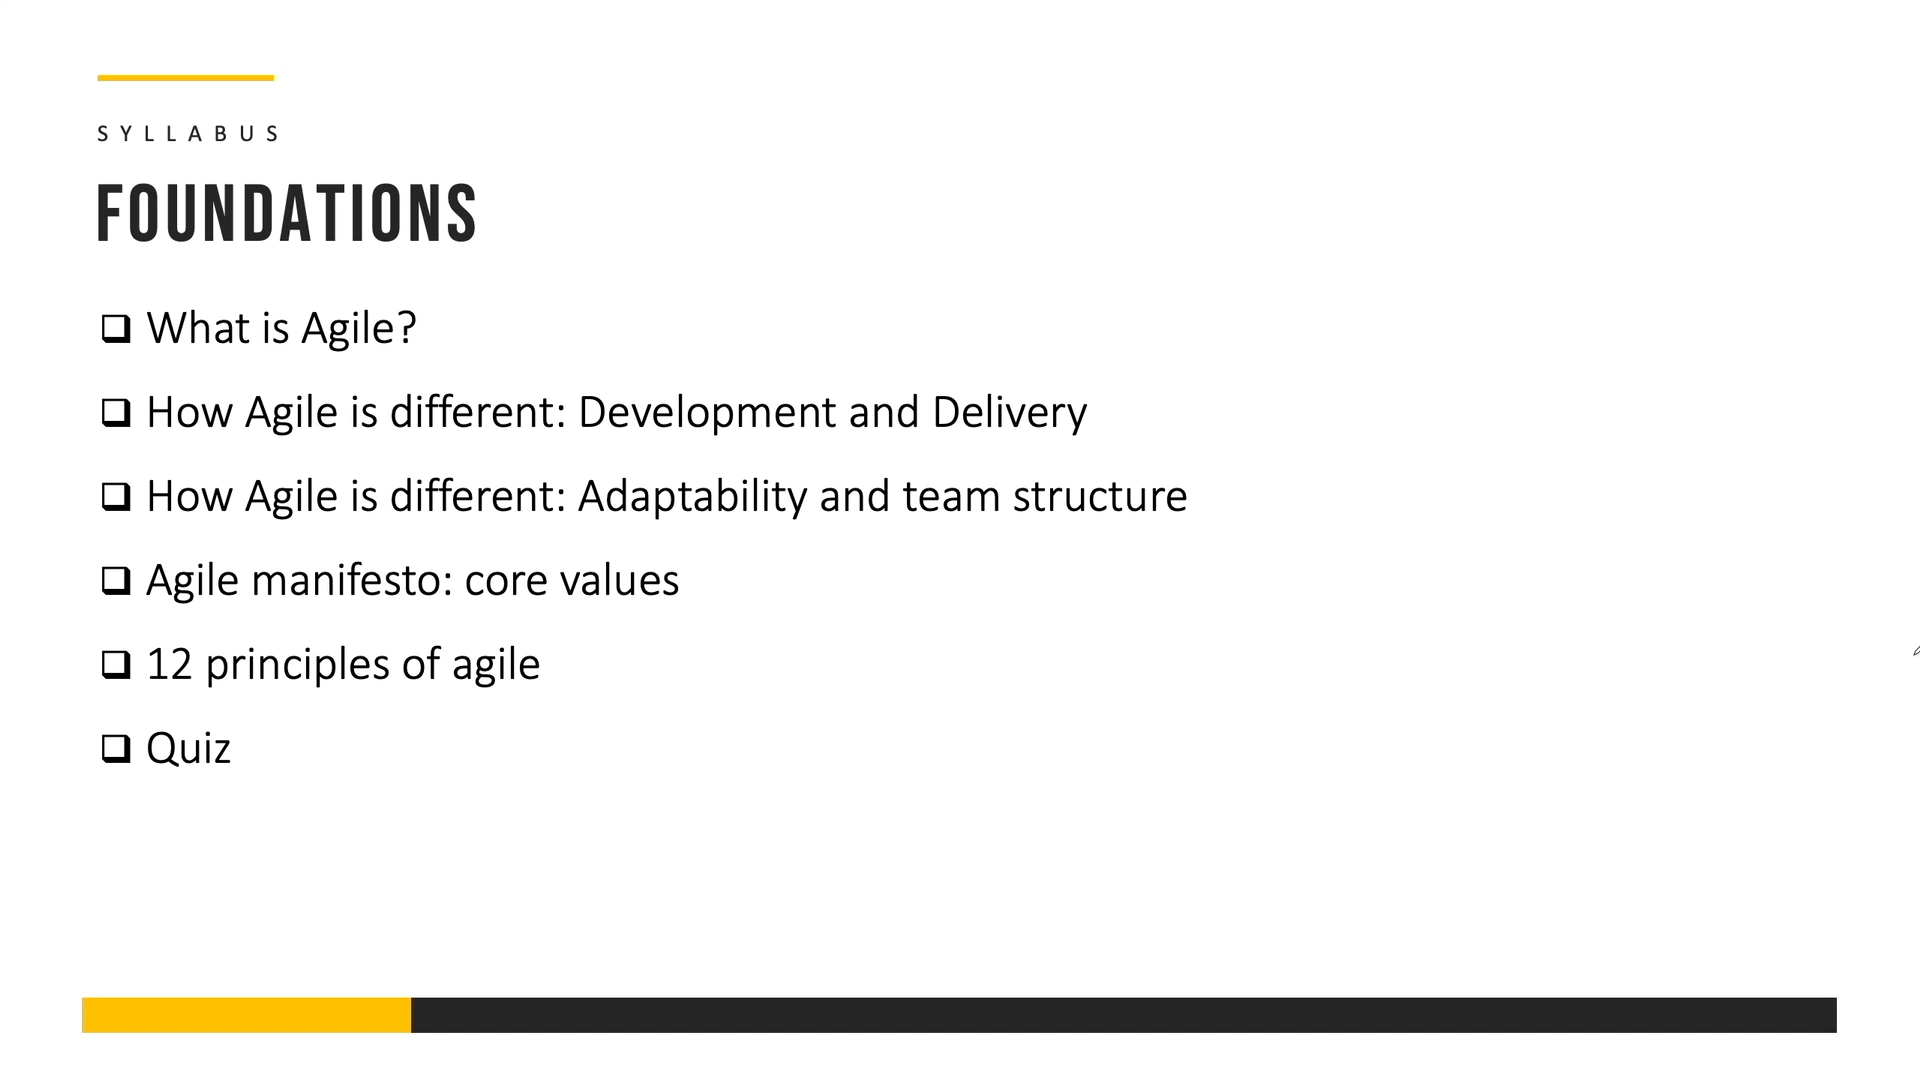 SYLLABUS
FOUNDATIONS
What is Agile?
How Agile is different: Development and Delivery
How Agile is different: Adaptability and team structure
Agile manifesto: core values
12 principles of agile
Quiz